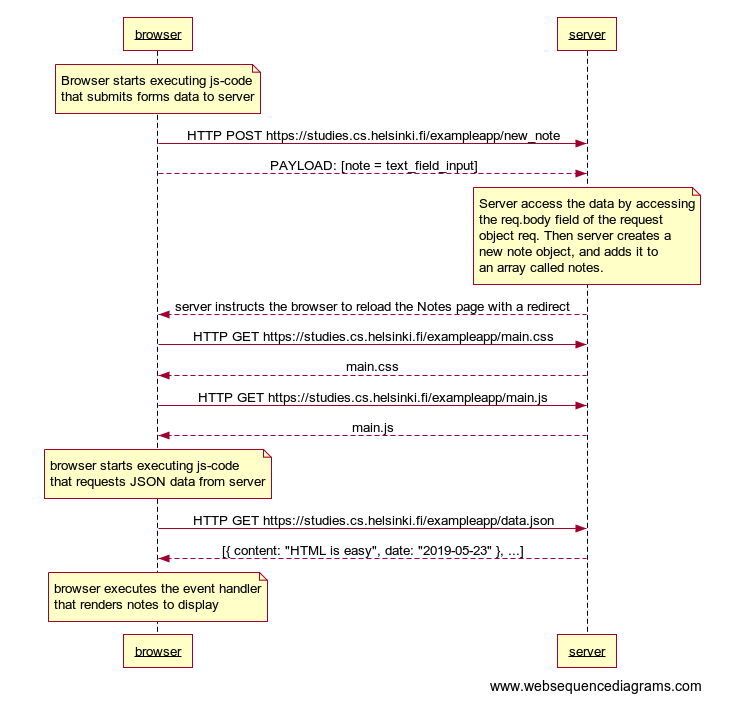 browser
server
Browser starts executing js-code
that submits forms data to server
HTTP POST https://studies.cs.helsinki.fi/exampleapp/new_note
PAYLOAD: [note = text_field_input]
Server access the data by accessing
the req.body field of the request
object req. Then server creates a
new note object, and adds it to
an array called notes.
server instructs the browser to reload the Notes page with a redirect
HTTP GET https://studies.cs.helsinki.fi/exampleapp/main.css
main.css
HTTP GET https://studies.cs.helsinki.fi/exampleapp/main.js
main.js
browser starts executing js-code
that requests JSON data from server
HTTP GET https://studies.cs.helsinki.fi/exampleapp/data.json
[{ content: "HTML is easy", date: "2019-05-23" }, ...]
browser executes the event handler
that renders notes to display
browser
server
www.websequencediagrams.com